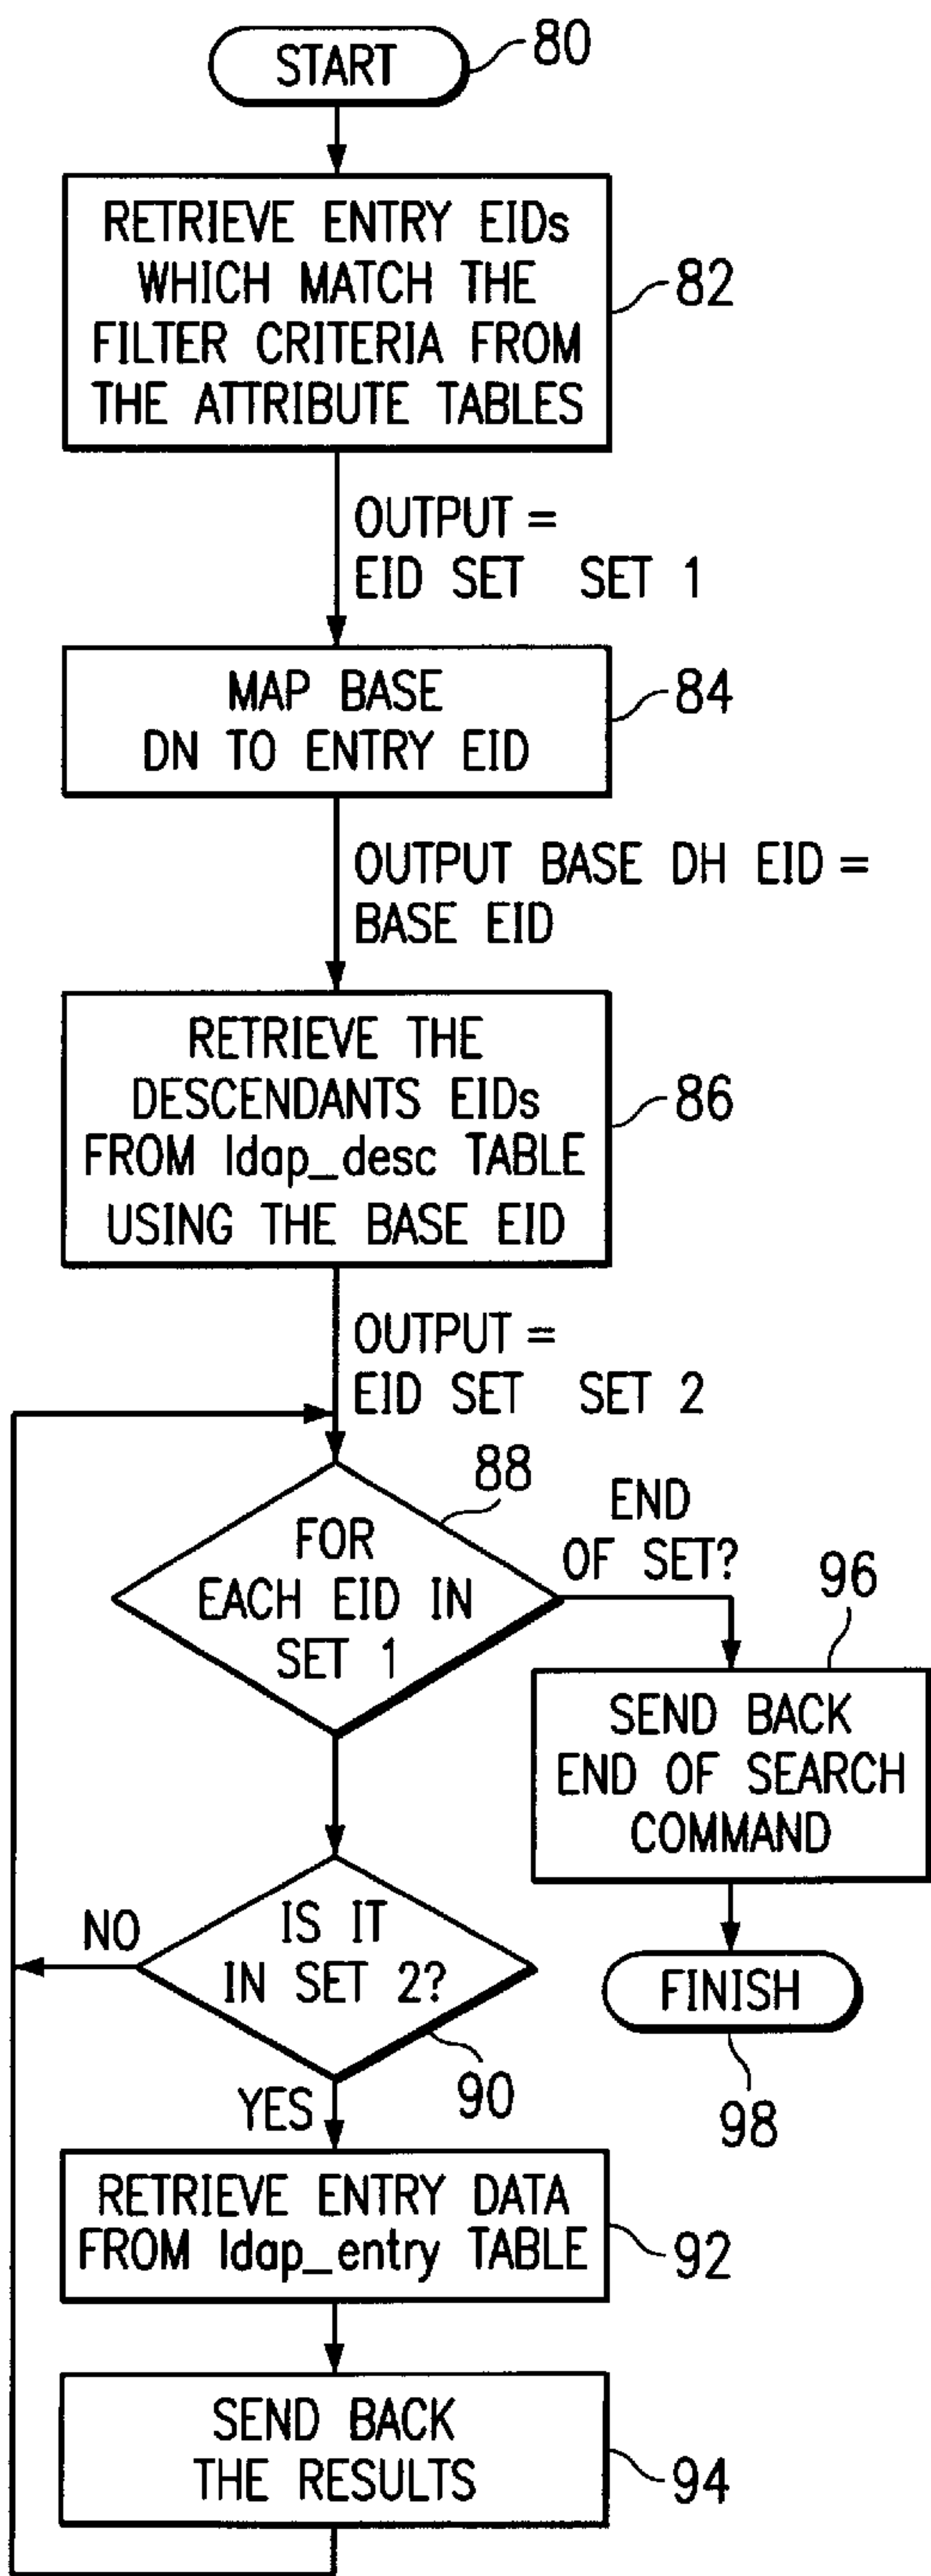 START
80
RETRIEVE ENTRY EIDs
WHICH MATCH THE
FILTER CRITERIA FROM
THE ATTRIBUTE TABLES
82
OUTPUT =
EID SET SET 1
MAP BASE
DN TO ENTRY EID
84
OUTPUT BASE DH EID =
BASE EID
RETRIEVE THE
DESCENDANTS EIDs
FROM ldap_desc TABLE
USING THE BASE EID
86
OUTPUT =
EID SET SET 2
88
FOR
EACH EID IN
SET 1
END
OF SET?
96
SEND BACK
END OF SEARCH
COMMAND
IS IT
IN SET 2?
NO
90
FINISH
98
YES
RETRIEVE ENTRY DATA
FROM ldap_entry TABLE
92
SEND BACK
THE RESULTS
94